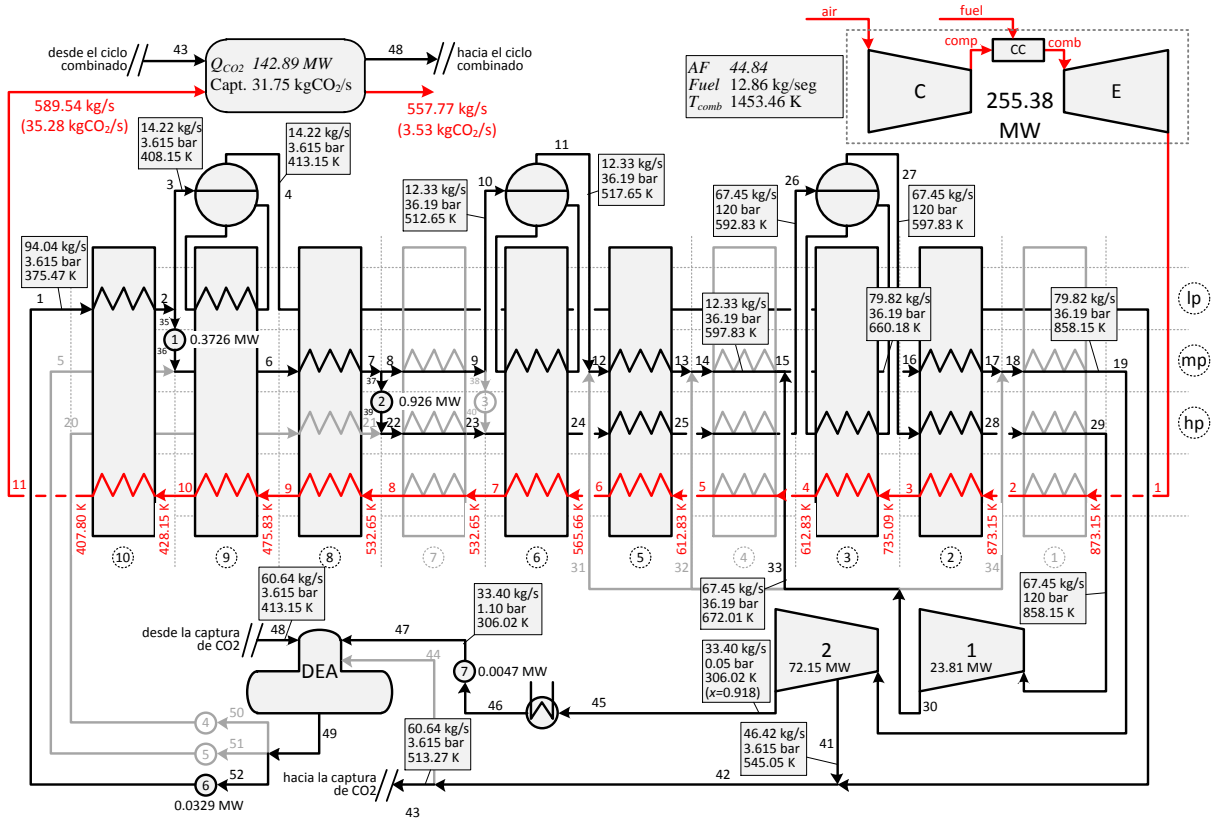 air
fuel
comp
CC
comb
C
255.38
MW
E
AF 44.84
Fuel 12.86 kg/seg
Tcomb 1453.46 K
desde el ciclo
combinado
43
QCO2 142.89 MW
Capt. 31.75 kgCO2/s
48
hacia el ciclo
combinado
589.54 kg/s
(35.28 kgCO2/s)
557.77 kg/s
(3.53 kgCO2/s)
14.22 kg/s
3.615 bar
408.15 K
14.22 kg/s
3.615 bar
413.15 K
3
4
12.33 kg/s
36.19 bar
512.65 K
10
11
12.33 kg/s
36.19 bar
517.65 K
67.45 kg/s
120 bar
592.83 K
26
27
67.45 kg/s
120 bar
597.83 K
94.04 kg/s
3.615 bar
375.47 K
1
2
35
1
0.3726 MW
36
12.33 kg/s
36.19 bar
597.83 K
79.82 kg/s
36.19 bar
660.18 K
79.82 kg/s
36.19 bar
858.15 K
lp
5
6
7
8
9
12
13
14
15
16
17
18
19
mp
37
2
0.926 MW
39
38
3
40
20
21
22
23
24
25
28
29
hp
11
10
9
8
7
6
5
4
3
2
1
407.80 K
428.15 K
475.83 K
532.65 K
532.65 K
565.66 K
612.83 K
612.83 K
735.09 K
873.15 K
873.15 K
10
9
8
7
6
5
4
3
2
1
31
32
33
34
60.64 kg/s
3.615 bar
413.15 K
33.40 kg/s
1.10 bar
306.02 K
67.45 kg/s
36.19 bar
672.01 K
67.45 kg/s
120 bar
858.15 K
desde la captura
de CO2
48
47
44
DEA
7
0.0047 MW
33.40 kg/s
0.05 bar
306.02 K
(x=0.918)
2
72.15 MW
1
23.81 MW
30
46
45
50
4
51
5
49
52
6
0.0329 MW
60.64 kg/s
3.615 bar
513.27 K
hacia la captura
de CO2
43
42
46.42 kg/s
3.615 bar
545.05 K
41